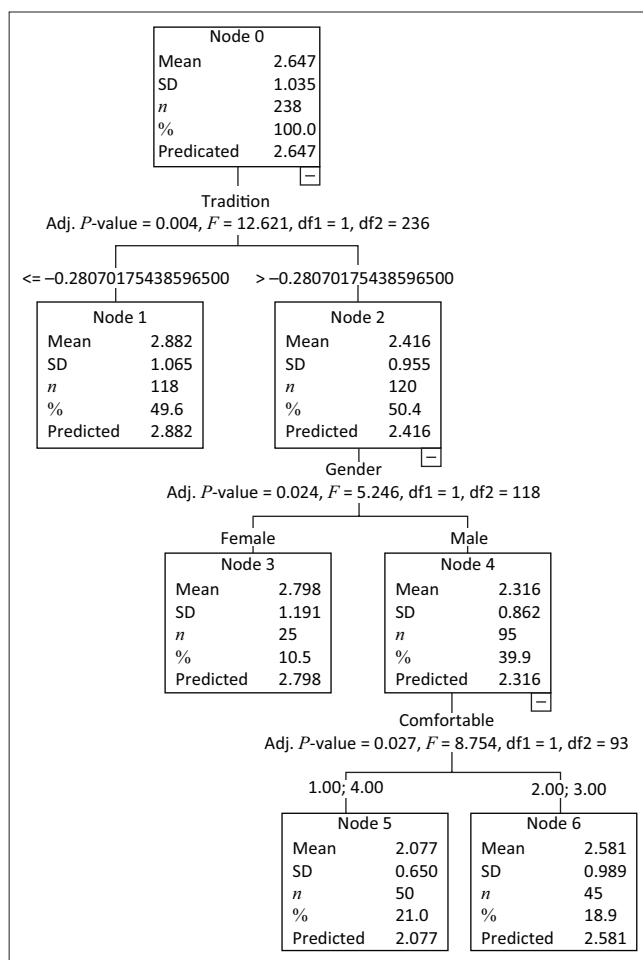 Node 0
Mean 2.647
SD 1.035
n 238
% 100.0
Predicated 2.647
Tradition
Adj. P-value = 0.004, F = 12.621, df1 = 1, df2 = 236
<= –0.28070175438596500 > –0.28070175438596500
Node 1
Mean 2.882
SD 1.065
n 118
% 49.6
Predicted 2.882
Node 2
Mean 2.416
SD 0.955
n 120
% 50.4
Predicted 2.416
Gender
Adj. P-value = 0.024, F = 5.246, df1 = 1, df2 = 118
Female Male
Node 3
Mean 2.798
SD 1.191
n 25
% 10.5
Predicted 2.798
Node 4
Mean 2.316
SD 0.862
n 95
% 39.9
Predicted 2.316
Comfortable
Adj. P-value = 0.027, F = 8.754, df1 = 1, df2 = 93
1.00; 4.00 2.00; 3.00
Node 5
Mean 2.077
SD 0.650
n 50
% 21.0
Predicted 2.077
Node 6
Mean 2.581
SD 0.989
n 45
% 18.9
Predicted 2.581